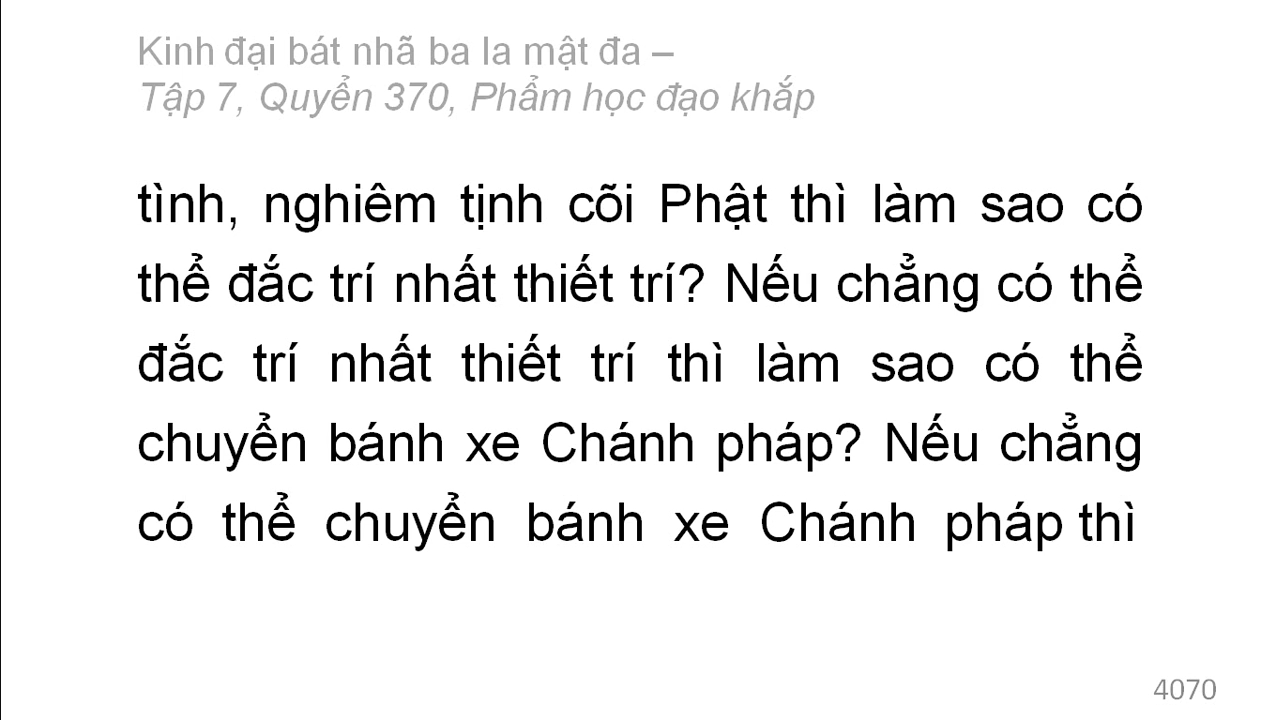 Kinh đại bát nhã ba la mật đa –
Tập 7, Quyển 370, Phẩm học đạo khắp
tình, nghiêm tịnh cõi Phật thì làm sao có
thể đắc trí nhất thiết trí? Nếu chẳng có thể
đắc trí nhất thiết trí thì làm sao có thể
chuyển bánh xe Chánh pháp? Nếu chẳng
có thể chuyển bánh xe Chánh pháp thì
4070